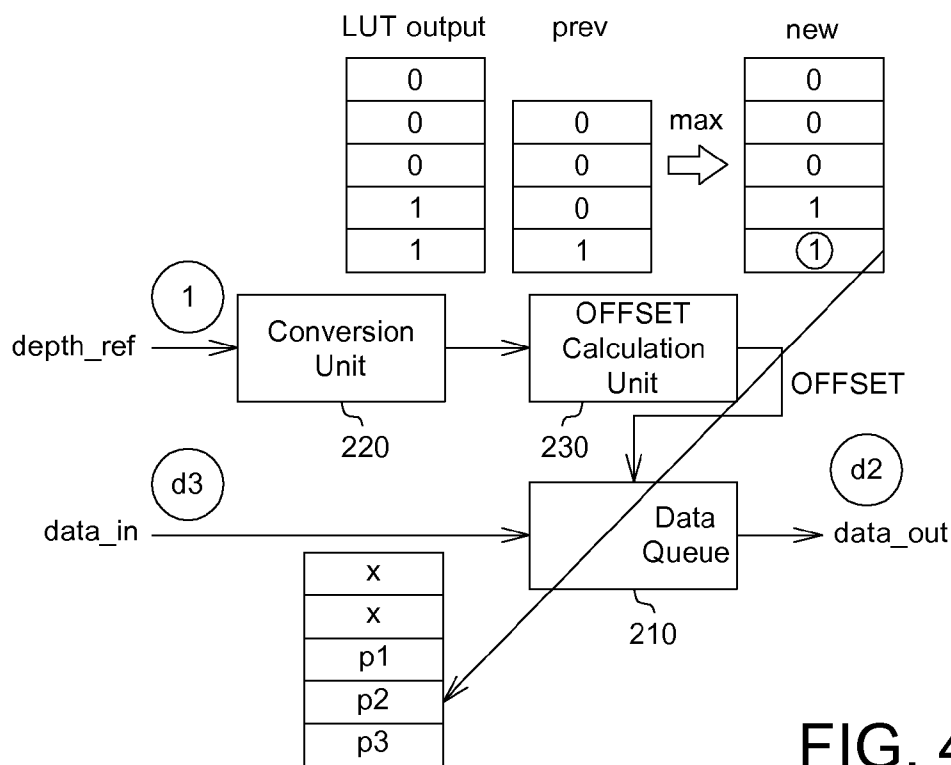 LUT output prev new
0 0
0 0 max 0
0 0 0
1 0 1
1 1 1
1
depth_ref Conversion Unit OFFSET Calculation Unit
OFFSET
220 230
d3 d2
data_in Data Queue data_out
x
x 210
p1
p2
p3
FIG. 4